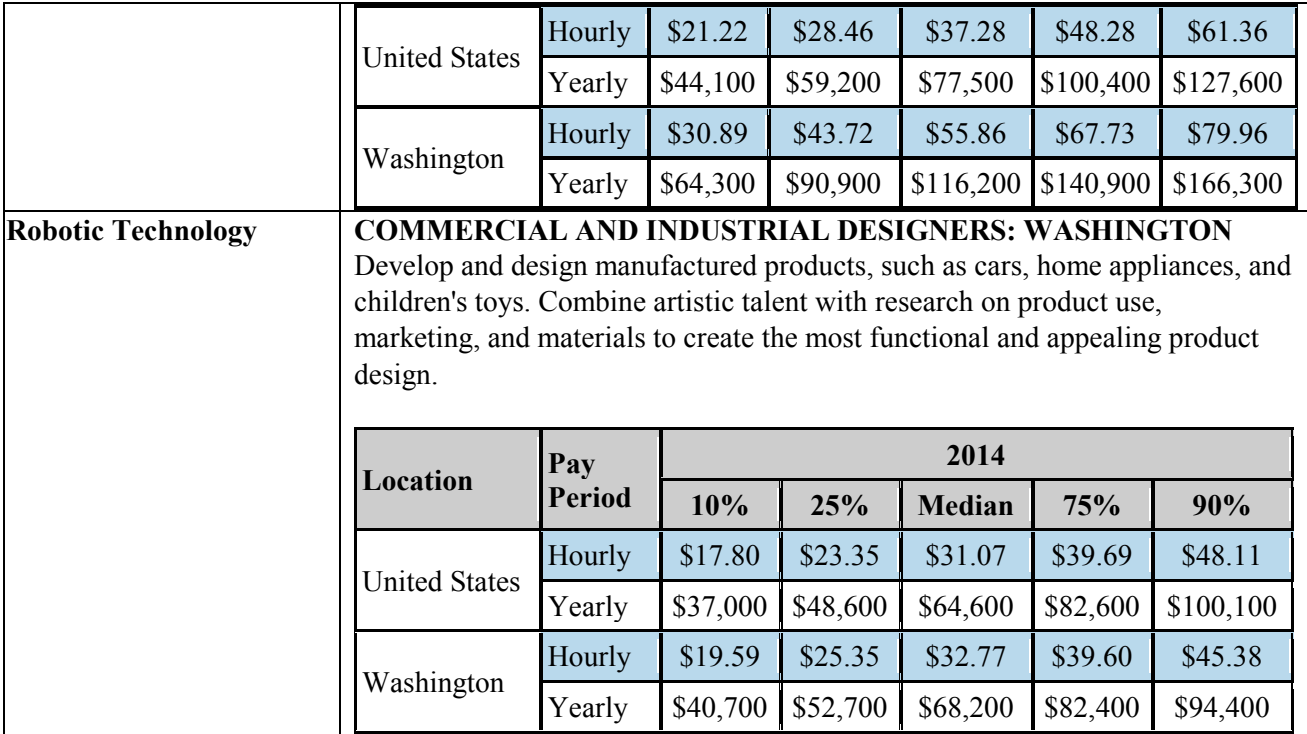 United States Hourly $21.22 $28.46 $37.28 $48.28 $61.36
Yearly $44,100 $59,200 $77,500 $100,400 $127,600
Washington Hourly $30.89 $43.72 $55.86 $67.73 $79.96
Yearly $64,300 $90,900 $116,200 $140,900 $166,300
Robotic Technology
COMMERCIAL AND INDUSTRIAL DESIGNERS: WASHINGTON
Develop and design manufactured products, such as cars, home appliances, and
children's toys. Combine artistic talent with research on product use,
marketing, and materials to create the most functional and appealing product
design.
Location Pay Period 2014
10% 25% Median 75% 90%
United States Hourly $17.80 $23.35 $31.07 $39.69 $48.11
Yearly $37,000 $48,600 $64,600 $82,600 $100,100
Washington Hourly $19.59 $25.35 $32.77 $39.60 $45.38
Yearly $40,700 $52,700 $68,200 $82,400 $94,400